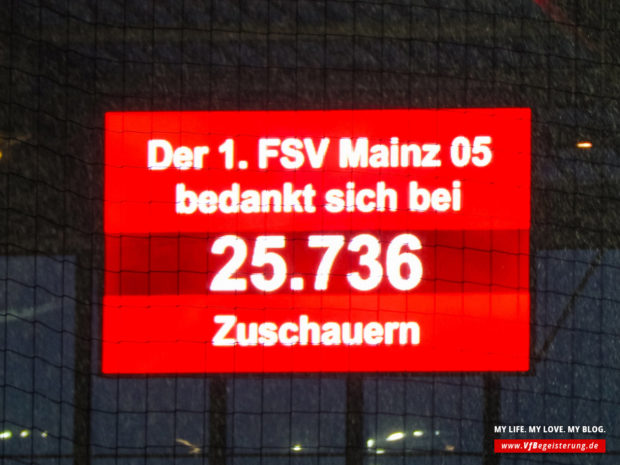 Der 1. FSV Mainz 05
bedankt sich bei
25.736
Zuschauern
MY LIFE. MY LOVE. MY BLOG.
www.VfBegeisterung.de